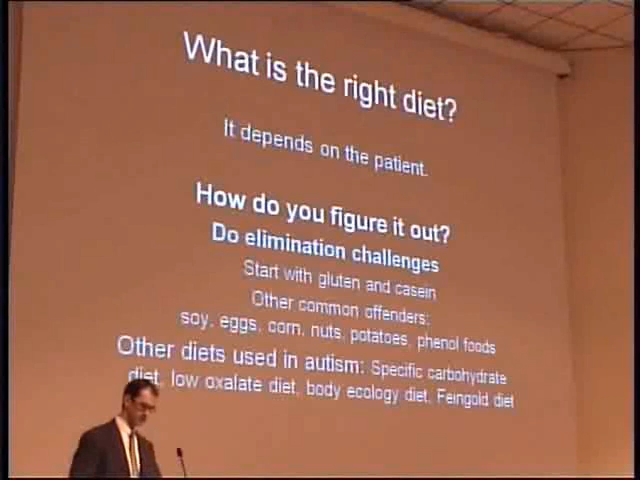 What is the right diet?
It depends on the patient.
How do you figure it out?
Do elimination challenges
Start with gluten and casein
Other common offenders:
soy, eggs, corn, nuts, potatoes, phenol foods
Other diets used in autism: Specific carbohydrate
diet, low oxalate diet, body ecology diet, Feingold diet